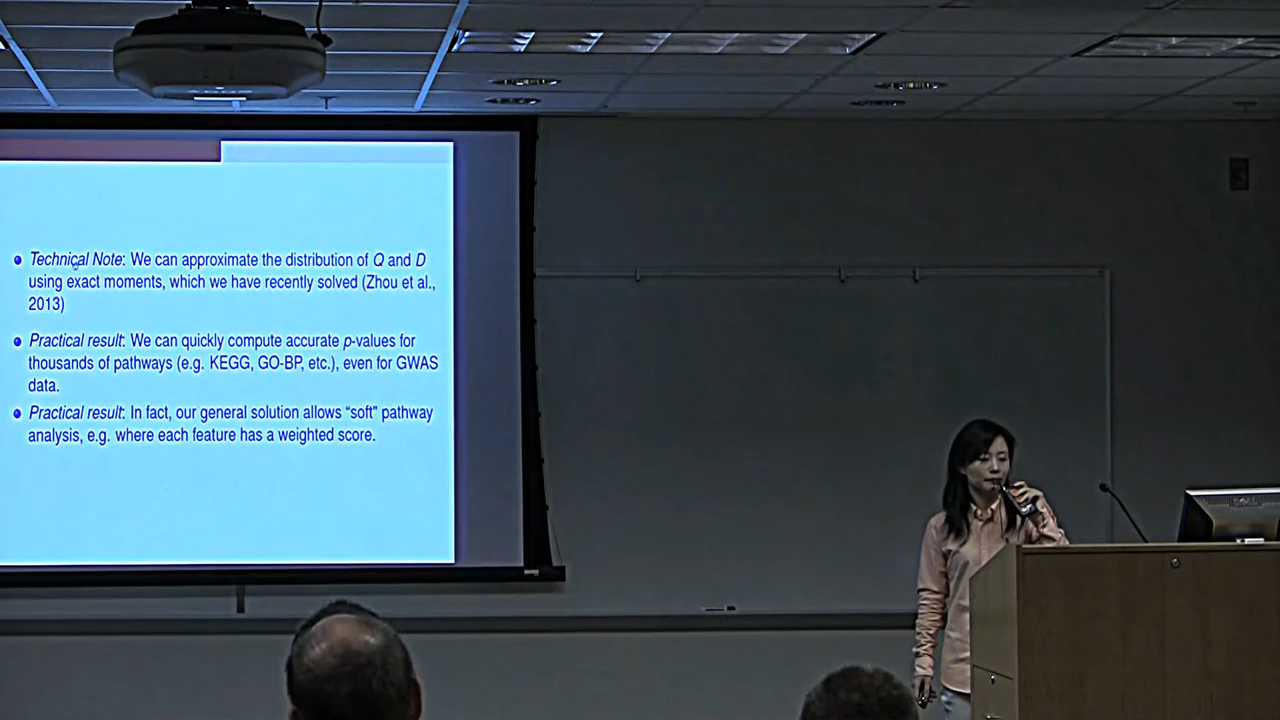 • Technical Note: We can approximate the distribution of Q and D
using exact moments, which we have recently solved (Zhou et al.,
2013)
• Practical result: We can quickly compute accurate p-values for
thousands of pathways (e.g. KEGG, GO-BP, etc.), even for GWAS
data.
• Practical result: In fact, our general solution allows “soft” pathway
analysis, e.g. where each feature has a weighted score.